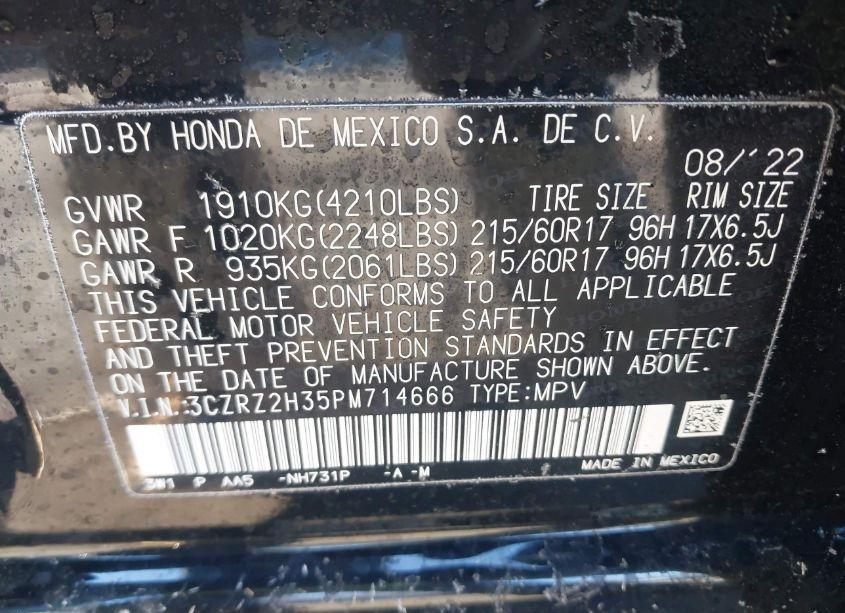 MFD.BY HONDA DE MEXICO S.A. DE C.V.
08/'22
GVWR 1910KG(4210LBS) TIRE SIZE RIM SIZE
GAWR F 1020KG(2248LBS) 215/60R17 96H 17X6.5J
GAWR R 935KG(2061LBS) 215/60R17 96H 17X6.5J
THIS VEHICLE CONFORMS TO ALL APPLICABLE
FEDERAL MOTOR VEHICLE SAFETY
AND THEFT PREVENTION STANDARDS IN EFFECT
ON THE DATE OF MANUFACTURE SHOWN ABOVE.
V.I.N.:3CZRZ2H35PM714666 TYPE:MPV
3W1 P AA5 -NH731P -A -M MADE IN MEXICO